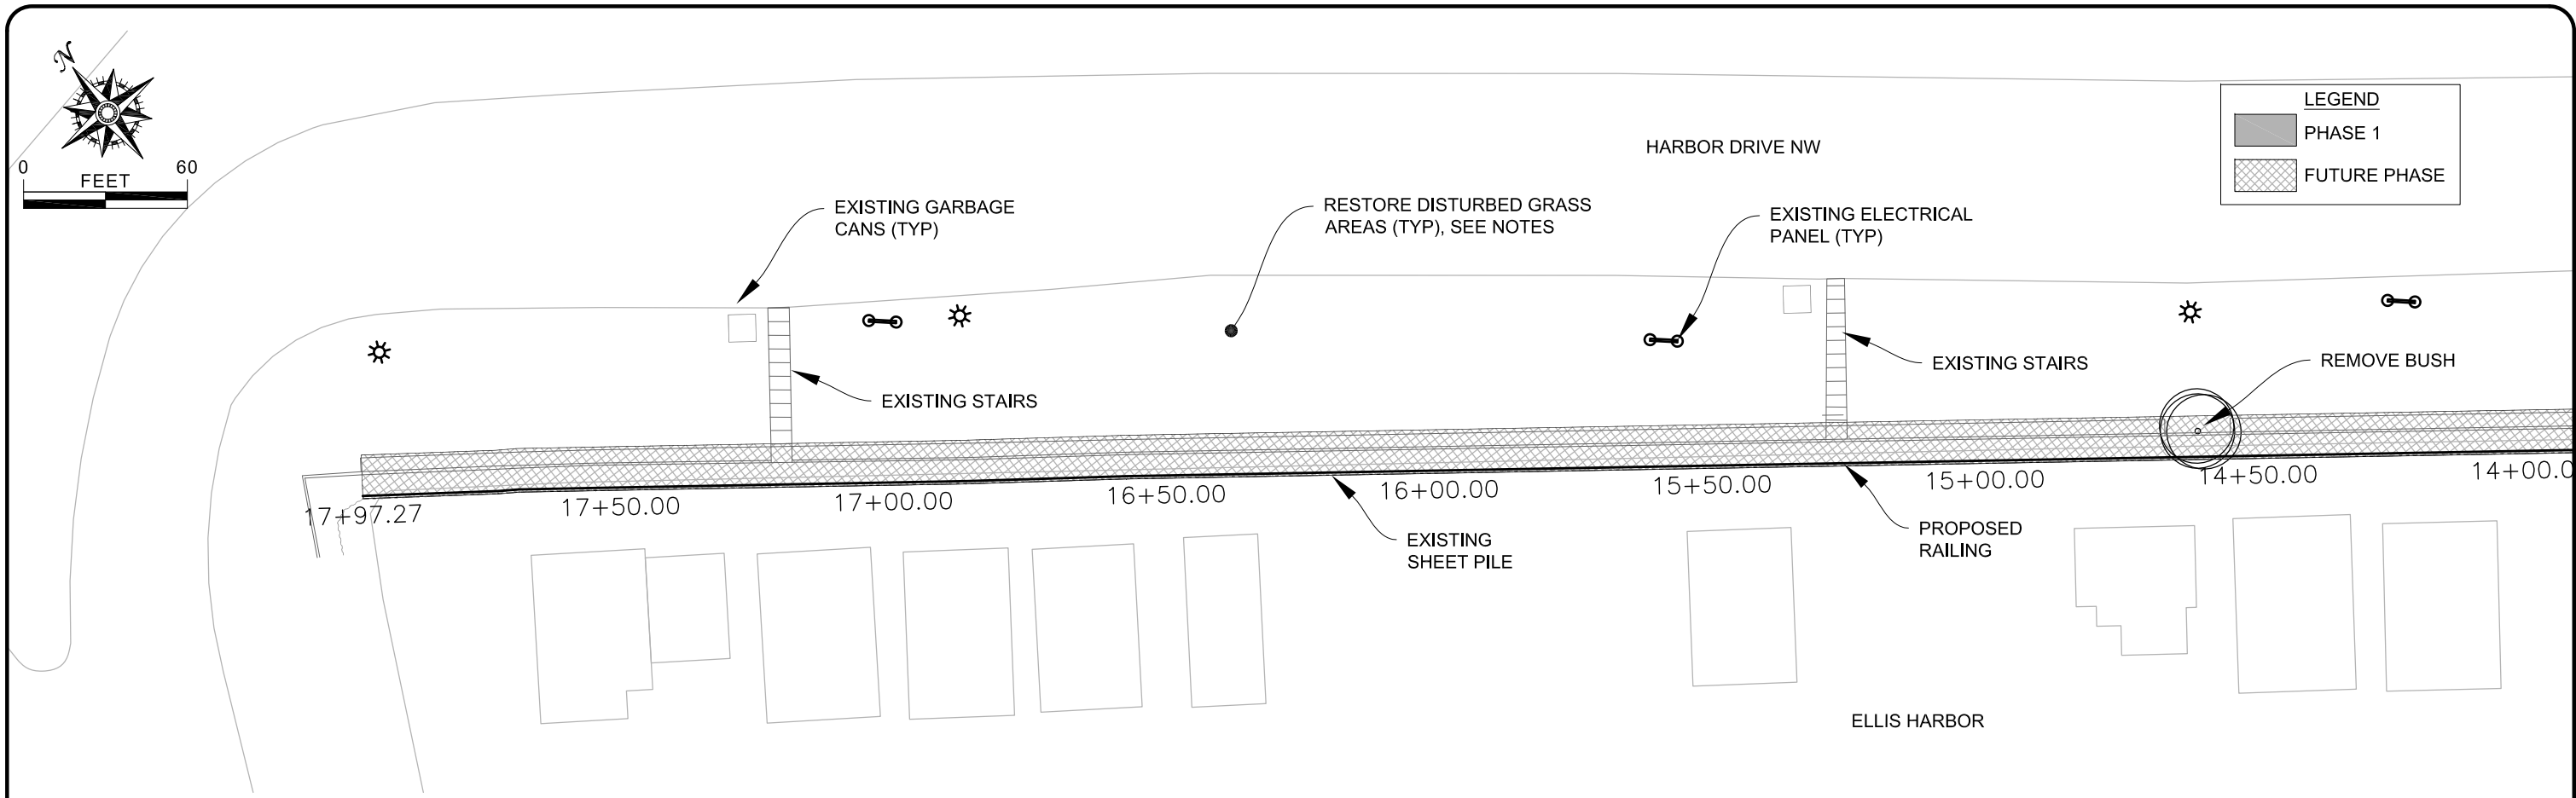 N
0 60
FEET
LEGEND
PHASE 1
FUTURE PHASE
HARBOR DRIVE NW
EXISTING GARBAGE
CANS (TYP)
RESTORE DISTURBED GRASS
AREAS (TYP), SEE NOTES
EXISTING ELECTRICAL
PANEL (TYP)
EXISTING STAIRS
EXISTING STAIRS
REMOVE BUSH
17+97.27
17+50.00
17+00.00
16+50.00
16+00.00
15+50.00
15+00.00
14+50.00
14+00.0
EXISTING
SHEET PILE
PROPOSED
RAILING
ELLIS HARBOR